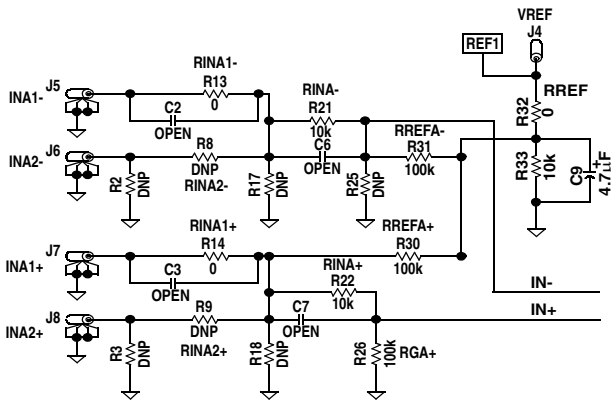 VREF
J4
REF1
RINA1-
J5
R13
INA1-
0
C2
OPEN
RINA-
R21
10k
R32
0
RREF
J6
INA2-
R2
DNP
R8
DNP
RINA2-
R17
DNP
C6
OPEN
R25
DNP
RREFA-
R31
100k
R33
10k
C9
+
4.7µF
J7
INA1+
RINA1+
R14
0
C3
OPEN
RREFA+
R30
100k
RINA+
R22
10k
IN-
IN+
J8
INA2+
R3
DNP
R9
DNP
RINA2+
R18
DNP
C7
OPEN
R26
100k
RGA+